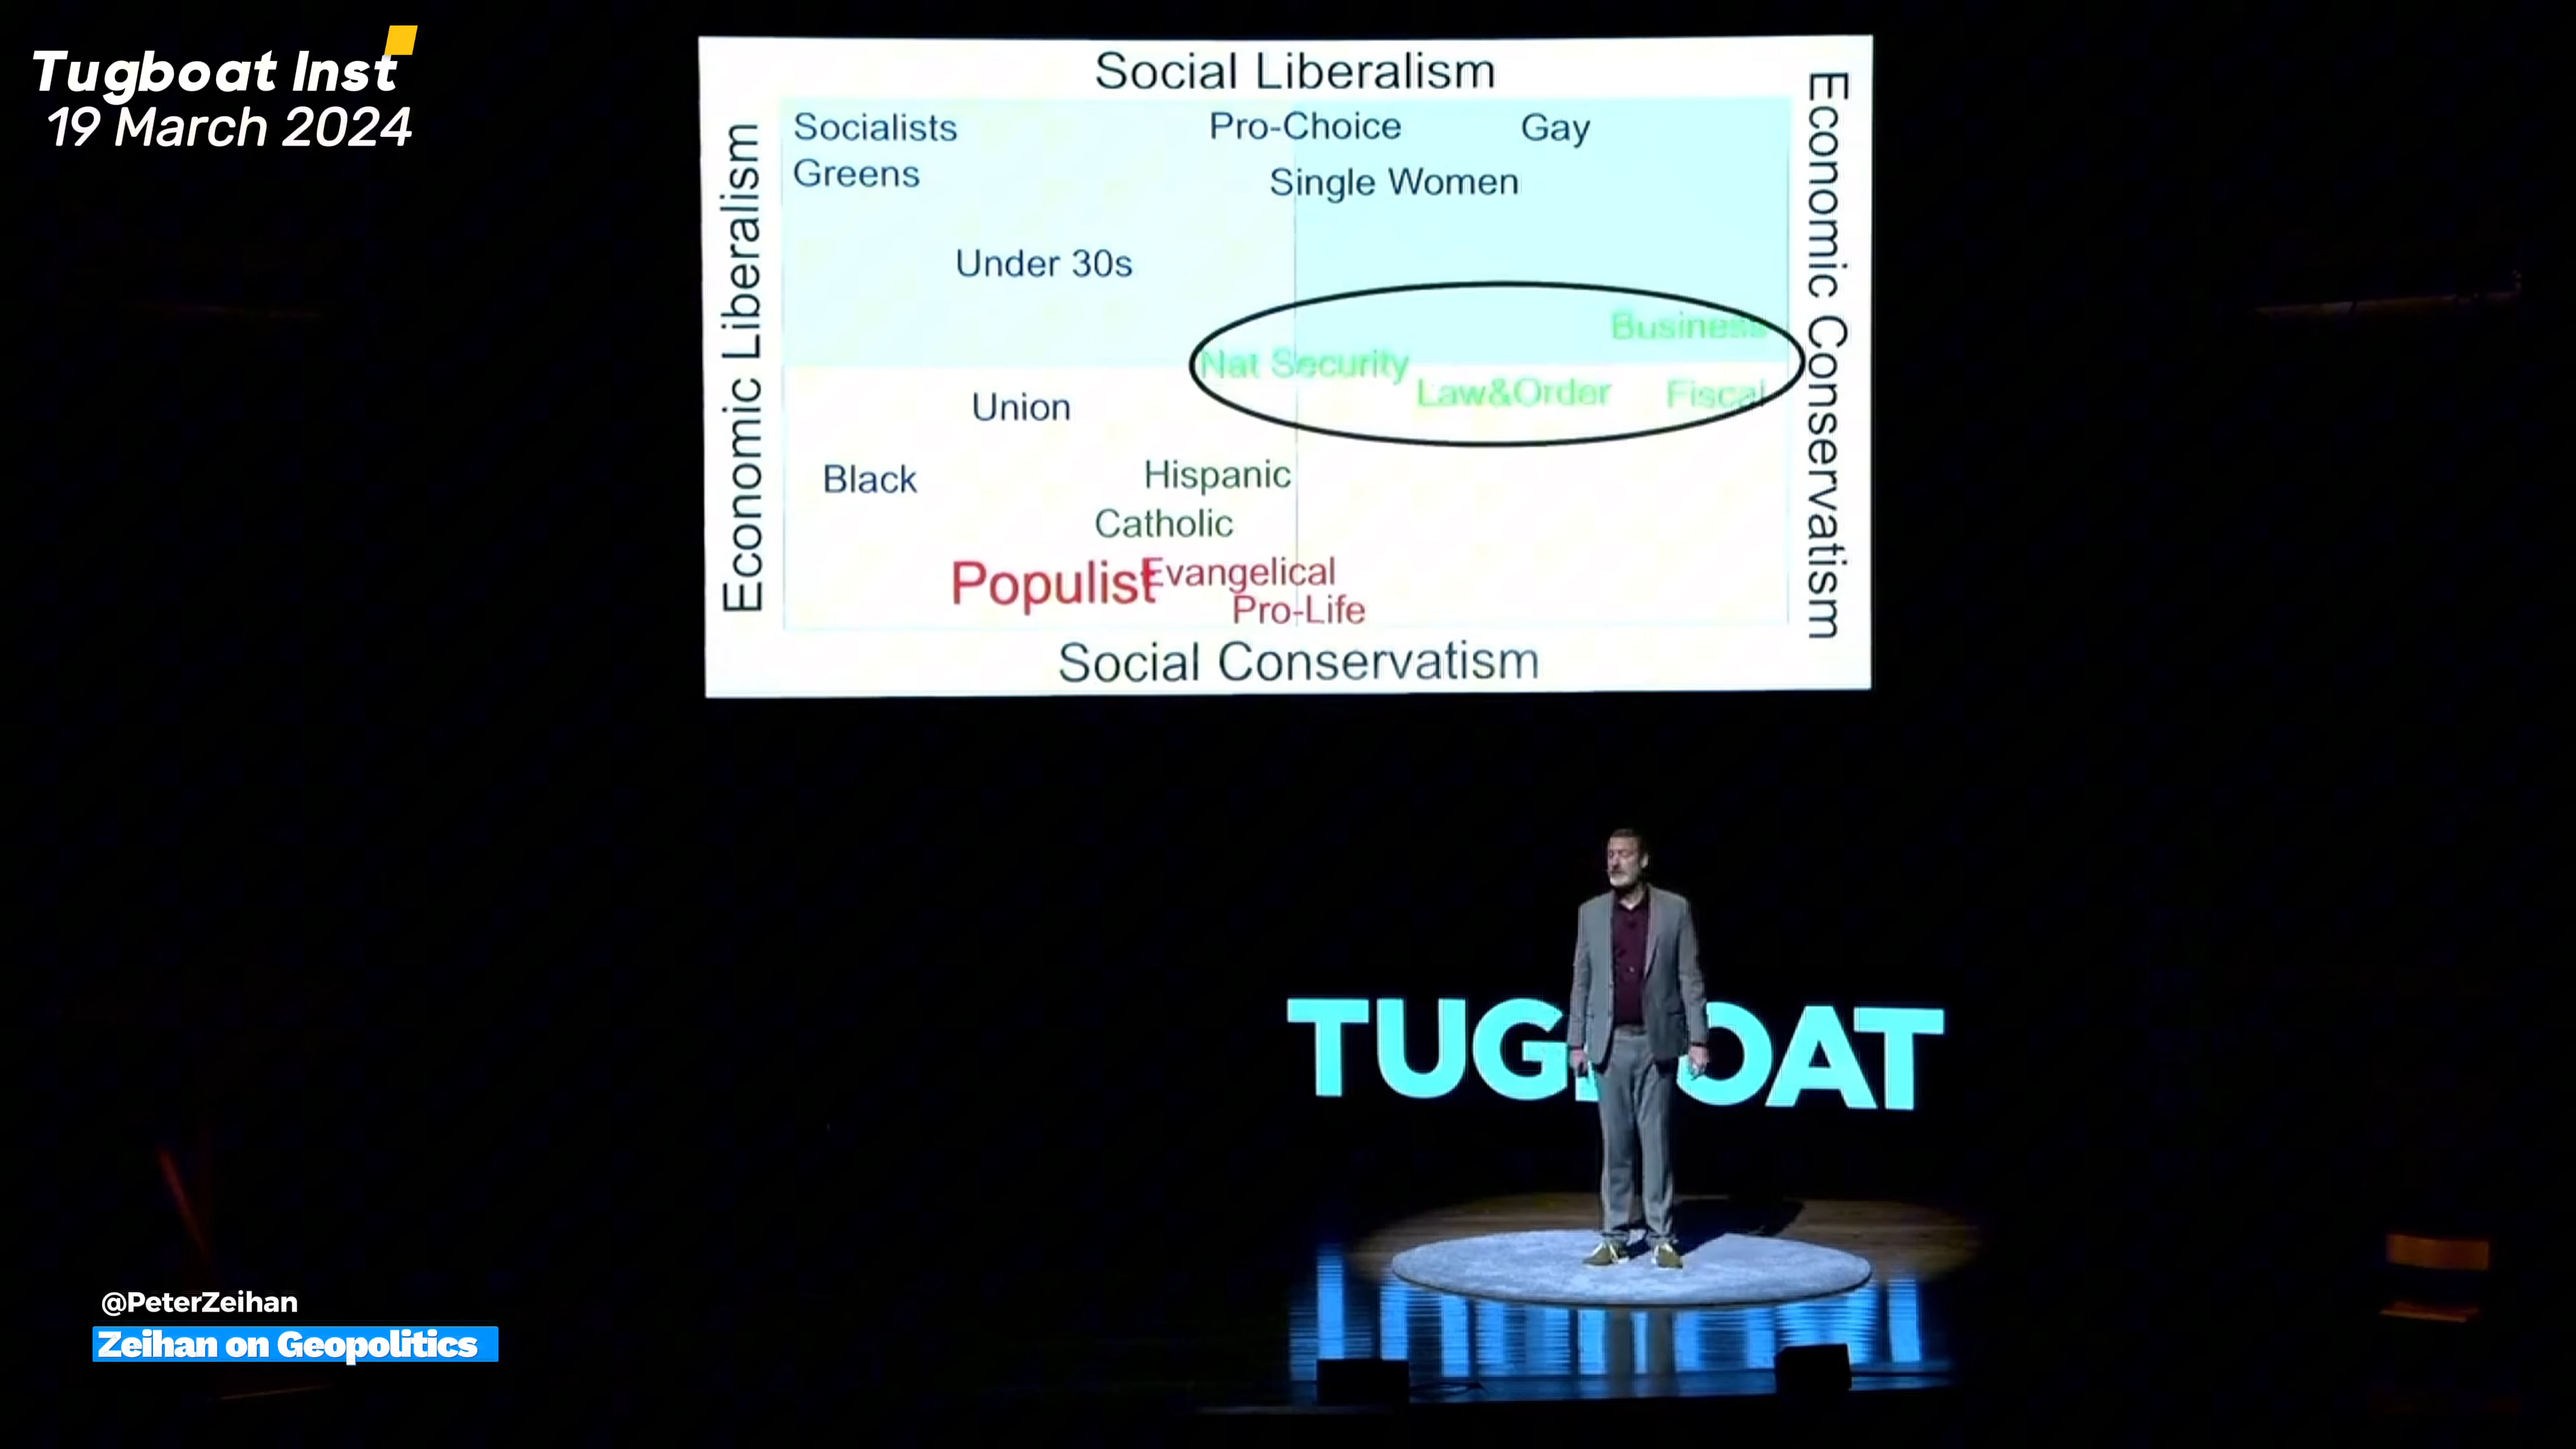 Tugboat Inst
19 March 2024
Social Liberalism
Economic Liberalism
Economic Conservatism
Socialists
Pro-Choice
Gay
Greens
Single Women
Under 30s
Business
Nat Security
Law&Order
Fiscal
Union
Black
Hispanic
Catholic
Populist
Evangelical
Pro-Life
Social Conservatism
TUGBOAT
@PeterZeihan
Zeihan on Geopolitics